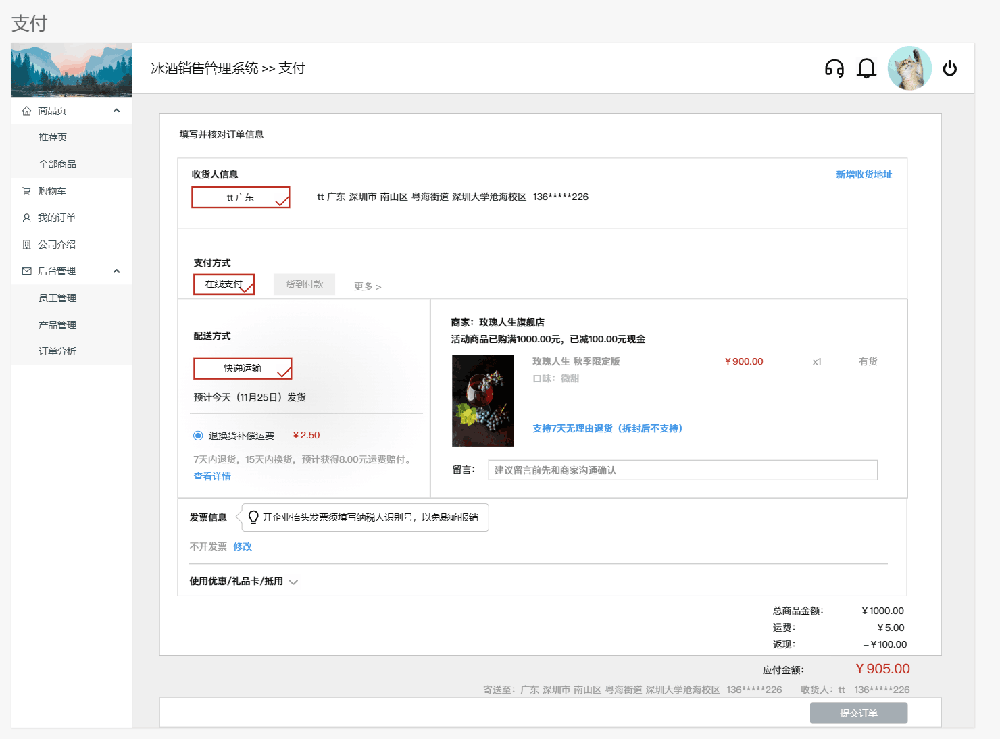 支付
冰酒销售管理系统 >> 支付
商品页
推荐页
全部商品
购物车
我的订单
公司介绍
后台管理
员工管理
产品管理
订单分析
填写并核对订单信息
收货人信息
新增收货地址
tt 广东
tt 广东 深圳市 南山区 粤海街道 深圳大学沧海校区 136*****226
支付方式
在线支付
货到付款
更多 >
配送方式
快递运输
预计今天（11月25日）发货
退换货补偿运费 ¥2.50
7天内退货，15天内换货，预计获得8.00元运费赔付。
查看详情
商家：玫瑰人生旗舰店
活动商品已购满1000.00元，已减100.00元现金
玫瑰人生 秋季限定版 ¥900.00 x1 有货
口味：微甜
支持7天无理由退货（拆封后不支持）
留言：
建议留言前先和商家沟通确认
发票信息
开企业抬头发票须填写纳税人识别号，以免影响报销
不开发票 修改
使用优惠/礼品卡/抵用
总商品金额： ¥1000.00
运费： ¥5.00
返现： –¥100.00
应付金额： ¥905.00
寄送至：广东 深圳市 南山区 粤海街道 深圳大学沧海校区 136*****226 收货人：tt 136*****226
提交订单